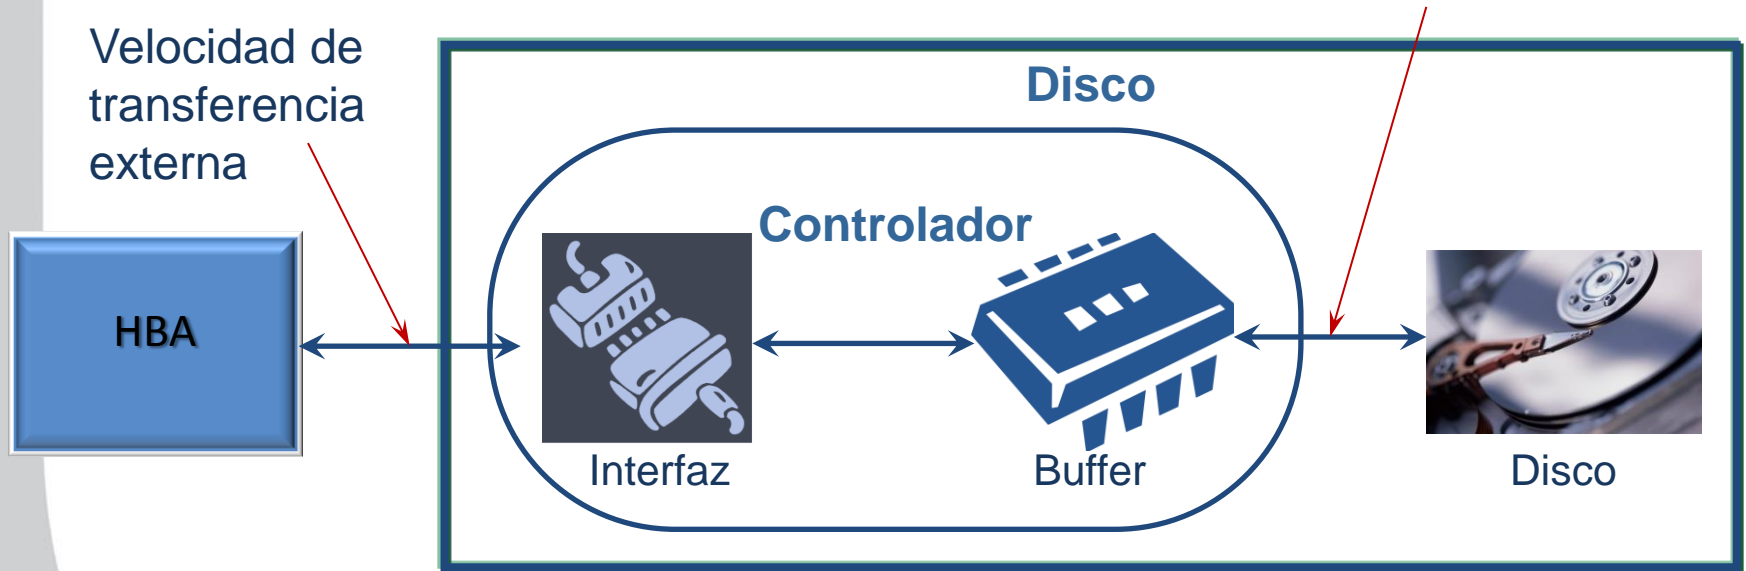 Velocidad de
transferencia
externa
Disco
Controlador
HBA
Interfaz
Buffer
Disco